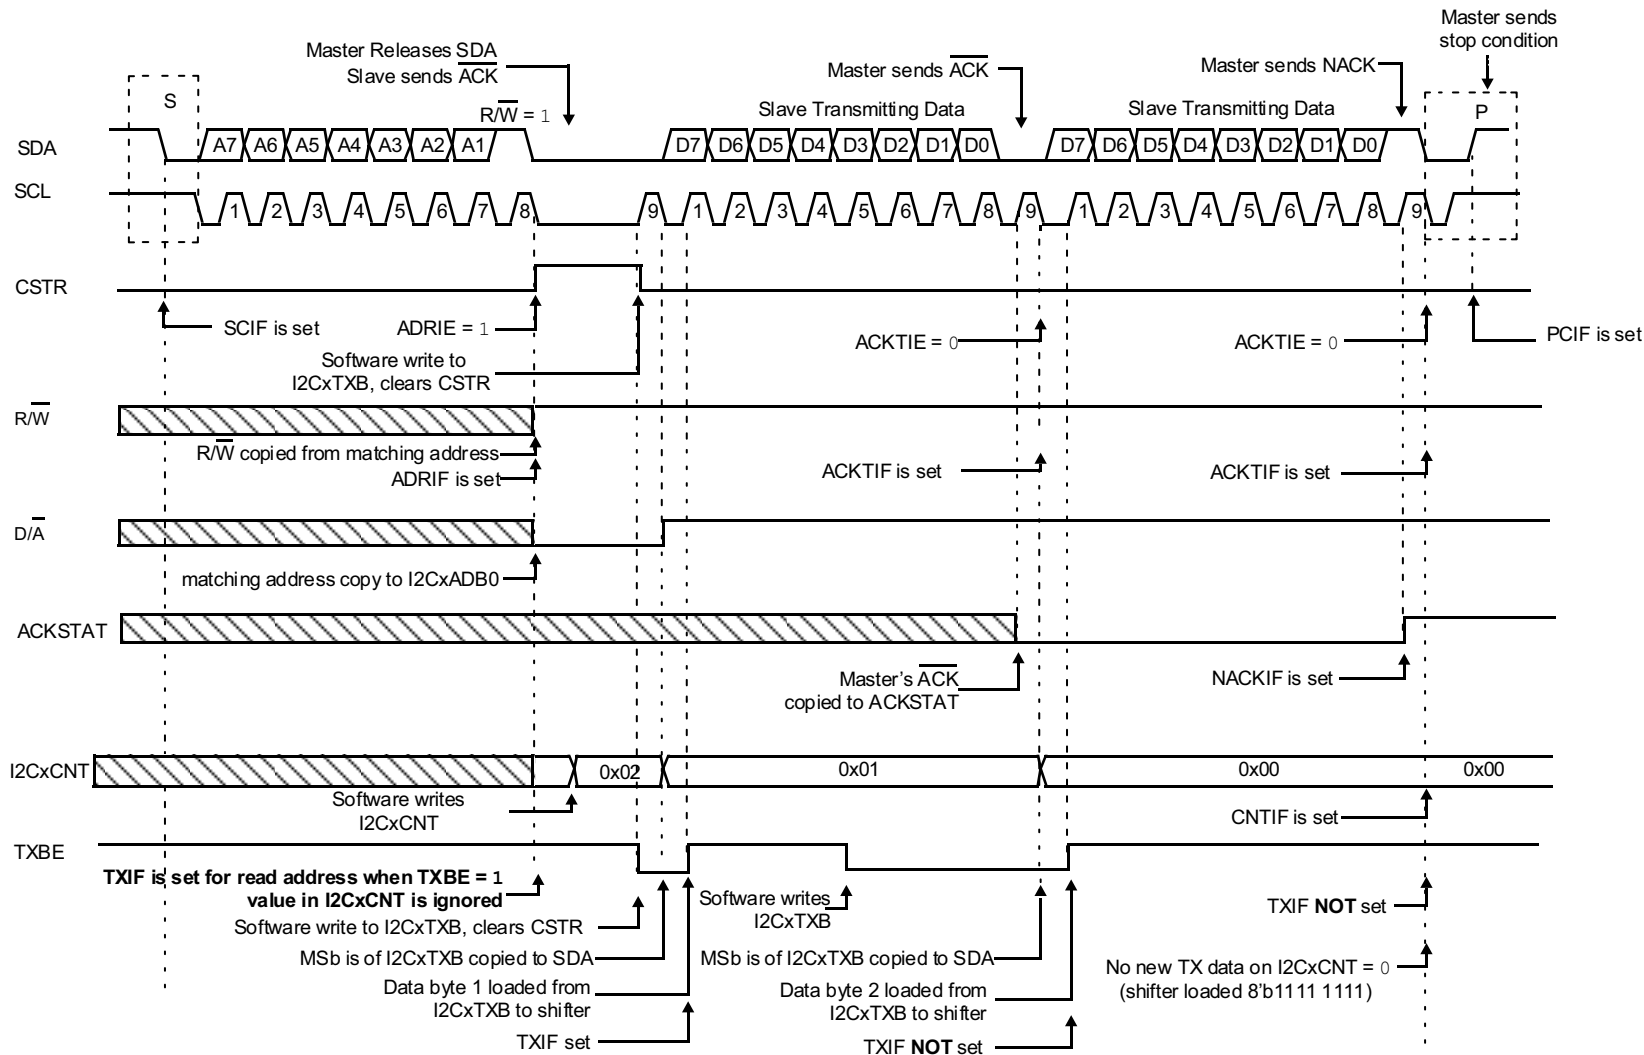 Master sends
stop condition
Master Releases SDA
Slave sends ACK
Master sends ACK
Master sends NACK
S
R/W = 1
Slave Transmitting Data
Slave Transmitting Data
P
SDA
A7 A6 A5 A4 A3 A2 A1
D7 D6 D5 D4 D3 D2 D1 D0
D7 D6 D5 D4 D3 D2 D1 D0
SCL
1 2 3 4 5 6 7 8 9 1 2 3 4 5 6 7 8 9 1 2 3 4 5 6 7 8 9
CSTR
SCIF is set
ADRIE = 1
ACKTIE = 0
ACKTIE = 0
PCIF is set
Software write to
I2CxTXB, clears CSTR
R/W
R/W copied from matching address
ADRIF is set
ACKTIF is set
ACKTIF is set
D/A
matching address copy to I2CxADB0
ACKSTAT
Master's ACK
copied to ACKSTAT
NACKIF is set
I2CxCNT
0x02
0x01
0x00
0x00
Software writes
I2CxCNT
CNTIF is set
TXBE
TXIF is set for read address when TXBE = 1
value in I2CxCNT is ignored
Software writes
I2CxTXB
TXIF NOT set
Software write to I2CxTXB, clears CSTR
MSb is of I2CxTXB copied to SDA
MSb is of I2CxTXB copied to SDA
No new TX data on I2CxCNT = 0
(shifter loaded 8'b1111 1111)
Data byte 1 loaded from
I2CxTXB to shifter
Data byte 2 loaded from
I2CxTXB to shifter
TXIF set
TXIF NOT set